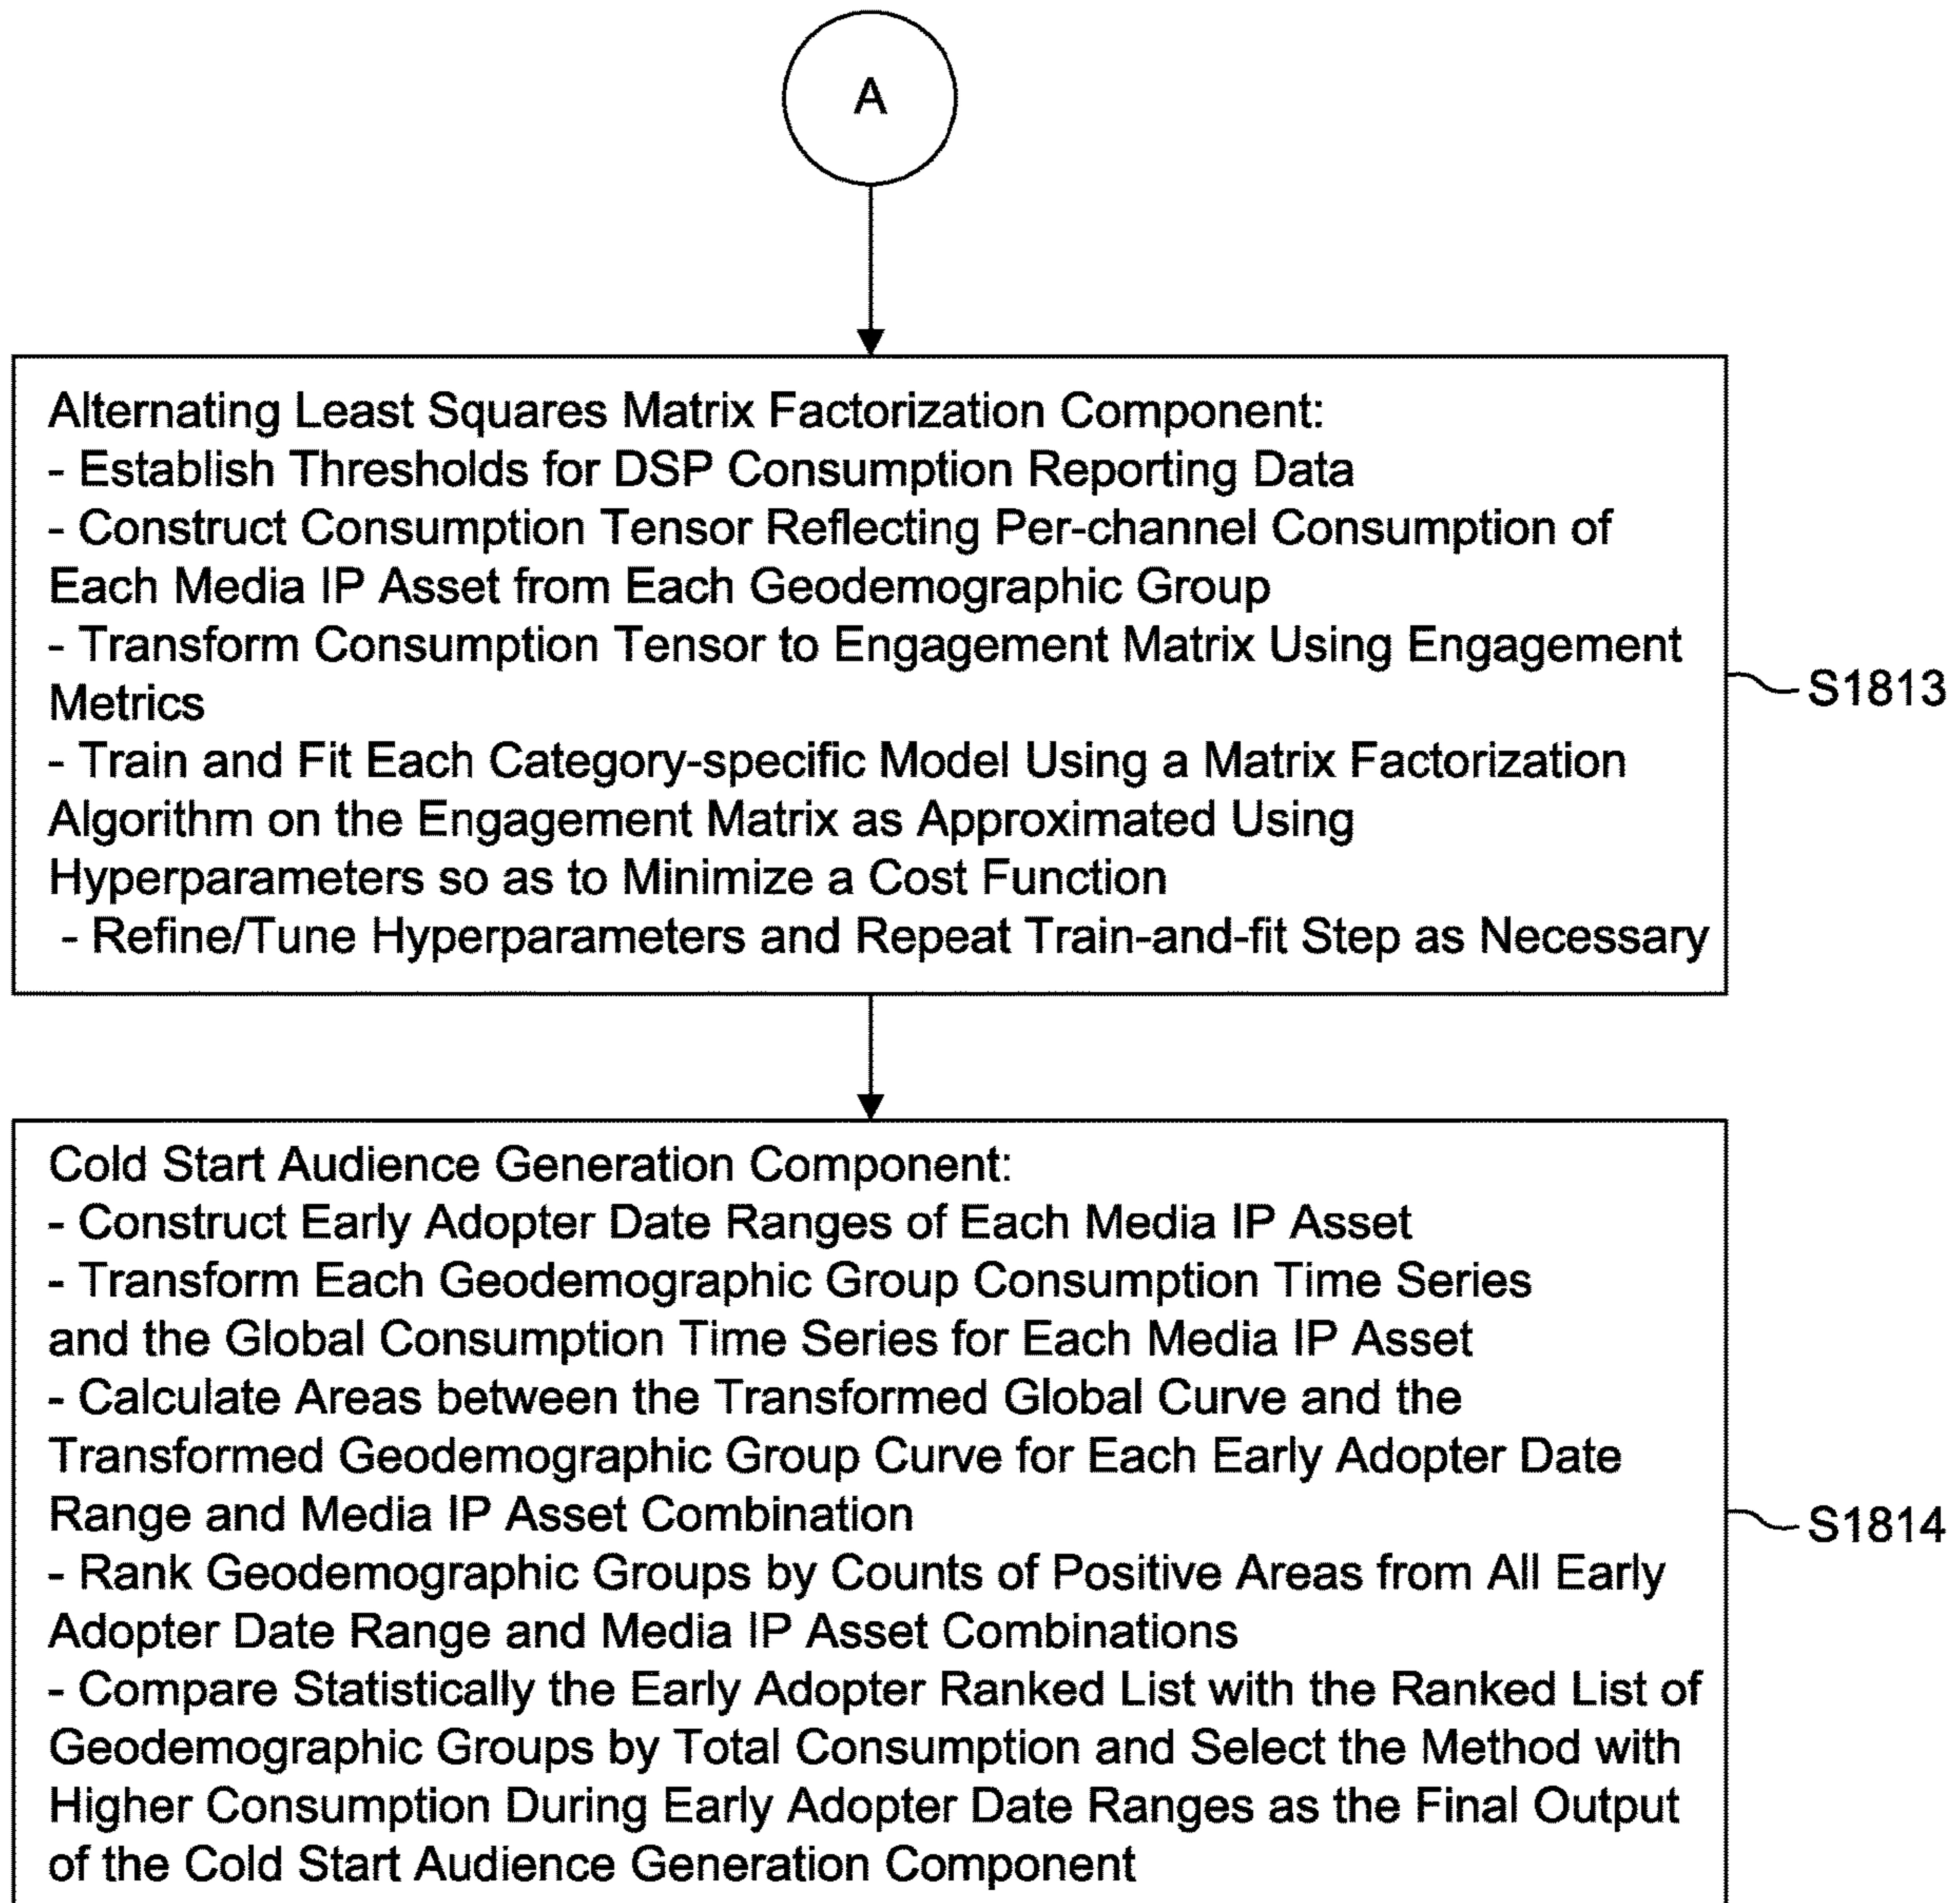 A
Alternating Least Squares Matrix Factorization Component:
- Establish Thresholds for DSP Consumption Reporting Data
- Construct Consumption Tensor Reflecting Per-channel Consumption of
Each Media IP Asset from Each Geodemographic Group
- Transform Consumption Tensor to Engagement Matrix Using Engagement
Metrics
- Train and Fit Each Category-specific Model Using a Matrix Factorization
Algorithm on the Engagement Matrix as Approximated Using
Hyperparameters so as to Minimize a Cost Function
- Refine/Tune Hyperparameters and Repeat Train-and-fit Step as Necessary
S1813
Cold Start Audience Generation Component:
- Construct Early Adopter Date Ranges of Each Media IP Asset
- Transform Each Geodemographic Group Consumption Time Series
and the Global Consumption Time Series for Each Media IP Asset
- Calculate Areas between the Transformed Global Curve and the
Transformed Geodemographic Group Curve for Each Early Adopter Date
Range and Media IP Asset Combination
- Rank Geodemographic Groups by Counts of Positive Areas from All Early
Adopter Date Range and Media IP Asset Combinations
- Compare Statistically the Early Adopter Ranked List with the Ranked List of
Geodemographic Groups by Total Consumption and Select the Method with
Higher Consumption During Early Adopter Date Ranges as the Final Output
of the Cold Start Audience Generation Component
S1814